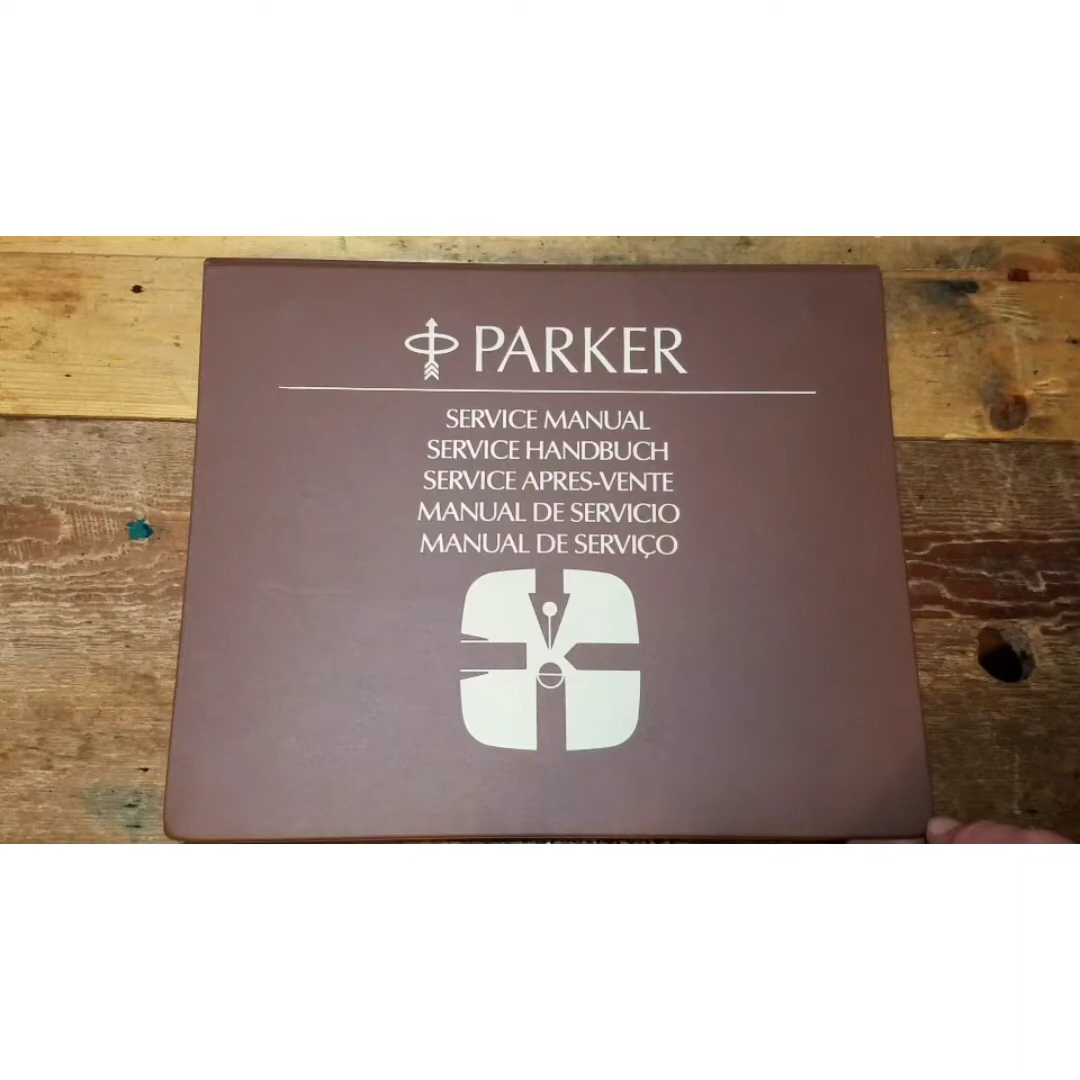 PARKER
SERVICE MANUAL
SERVICE HANDBUCH
SERVICE APRES-VENTE
MANUAL DE SERVICIO
MANUAL DE SERVIÇO